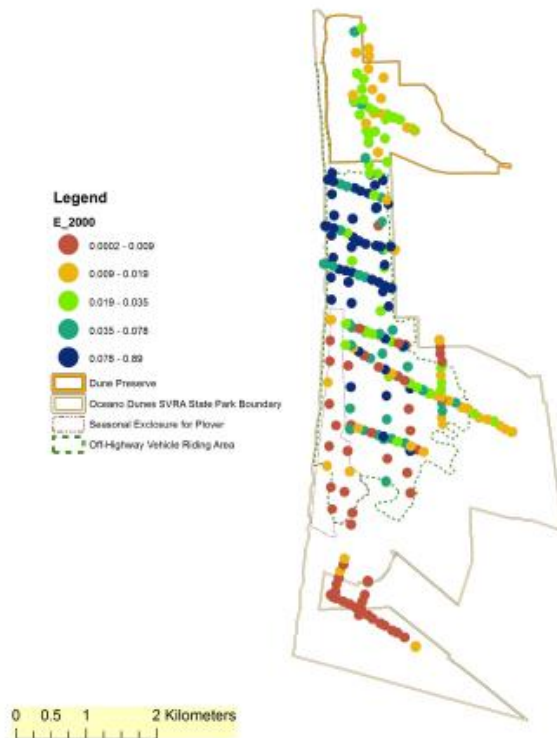 Legend
E_2000
0.0002 - 0.009
0.009 - 0.019
0.019 - 0.035
0.035 - 0.078
0.078 - 0.89
Dune Preserve
Oceano Dunes SVRA State Park Boundary
Seasonal Exclosure for Plover
Off-Highway Vehicle Riding Area
0 0.5 1 2 Kilometers